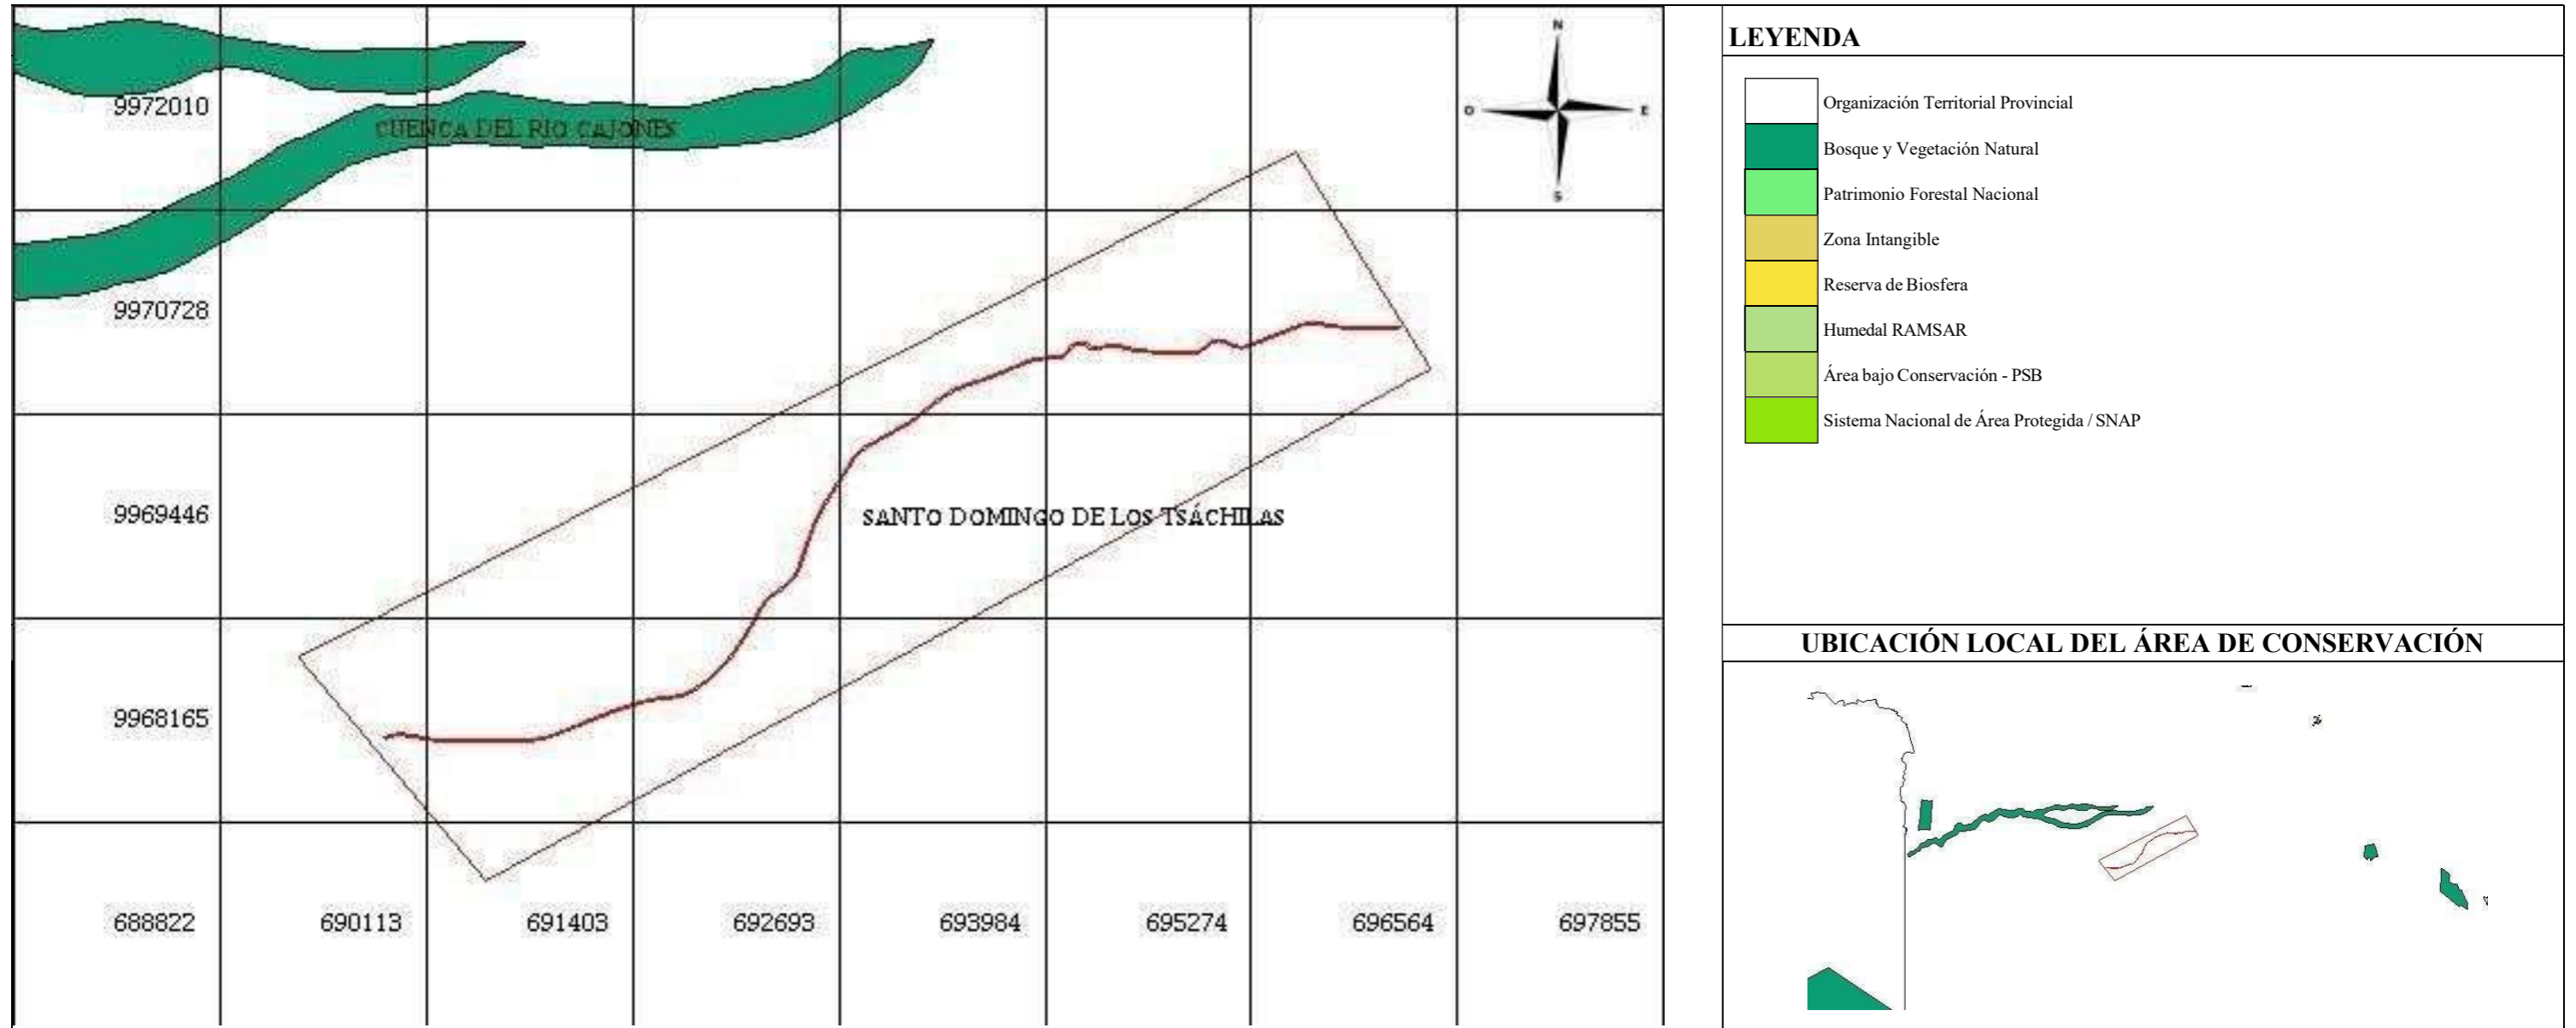 N
O
E
S
9972010
CUENCA DEL RIO CAJONES
9970728
9969446
SANTO DOMINGO DE LOS TSÁCHILAS
9968165
688822
690113
691403
692693
693984
695274
696564
697855
LEYENDA
Organización Territorial Provincial
Bosque y Vegetación Natural
Patrimonio Forestal Nacional
Zona Intangible
Reserva de Biosfera
Humedal RAMSAR
Área bajo Conservación - PSB
Sistema Nacional de Área Protegida / SNAP
UBICACIÓN LOCAL DEL ÁREA DE CONSERVACIÓN